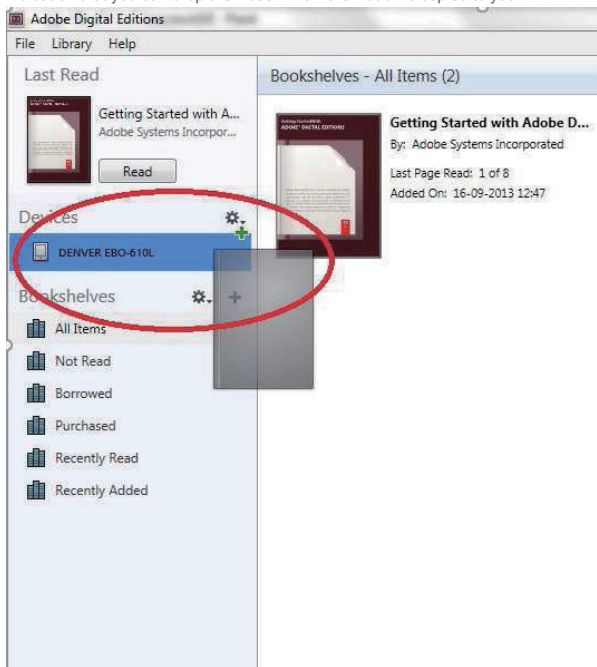 Adobe Digital Editions
File Library Help
Last Read
Getting Started with A...
Adobe Systems Incorpor...
Read
Devices
DENVER EBO-610L
Bookshelves
All Items
Not Read
Borrowed
Purchased
Recently Read
Recently Added
Bookshelves - All Items (2)
Getting Started with Adobe D...
By: Adobe Systems Incorporated
Last Page Read: 1 of 8
Added On: 16-09-2013 12:47